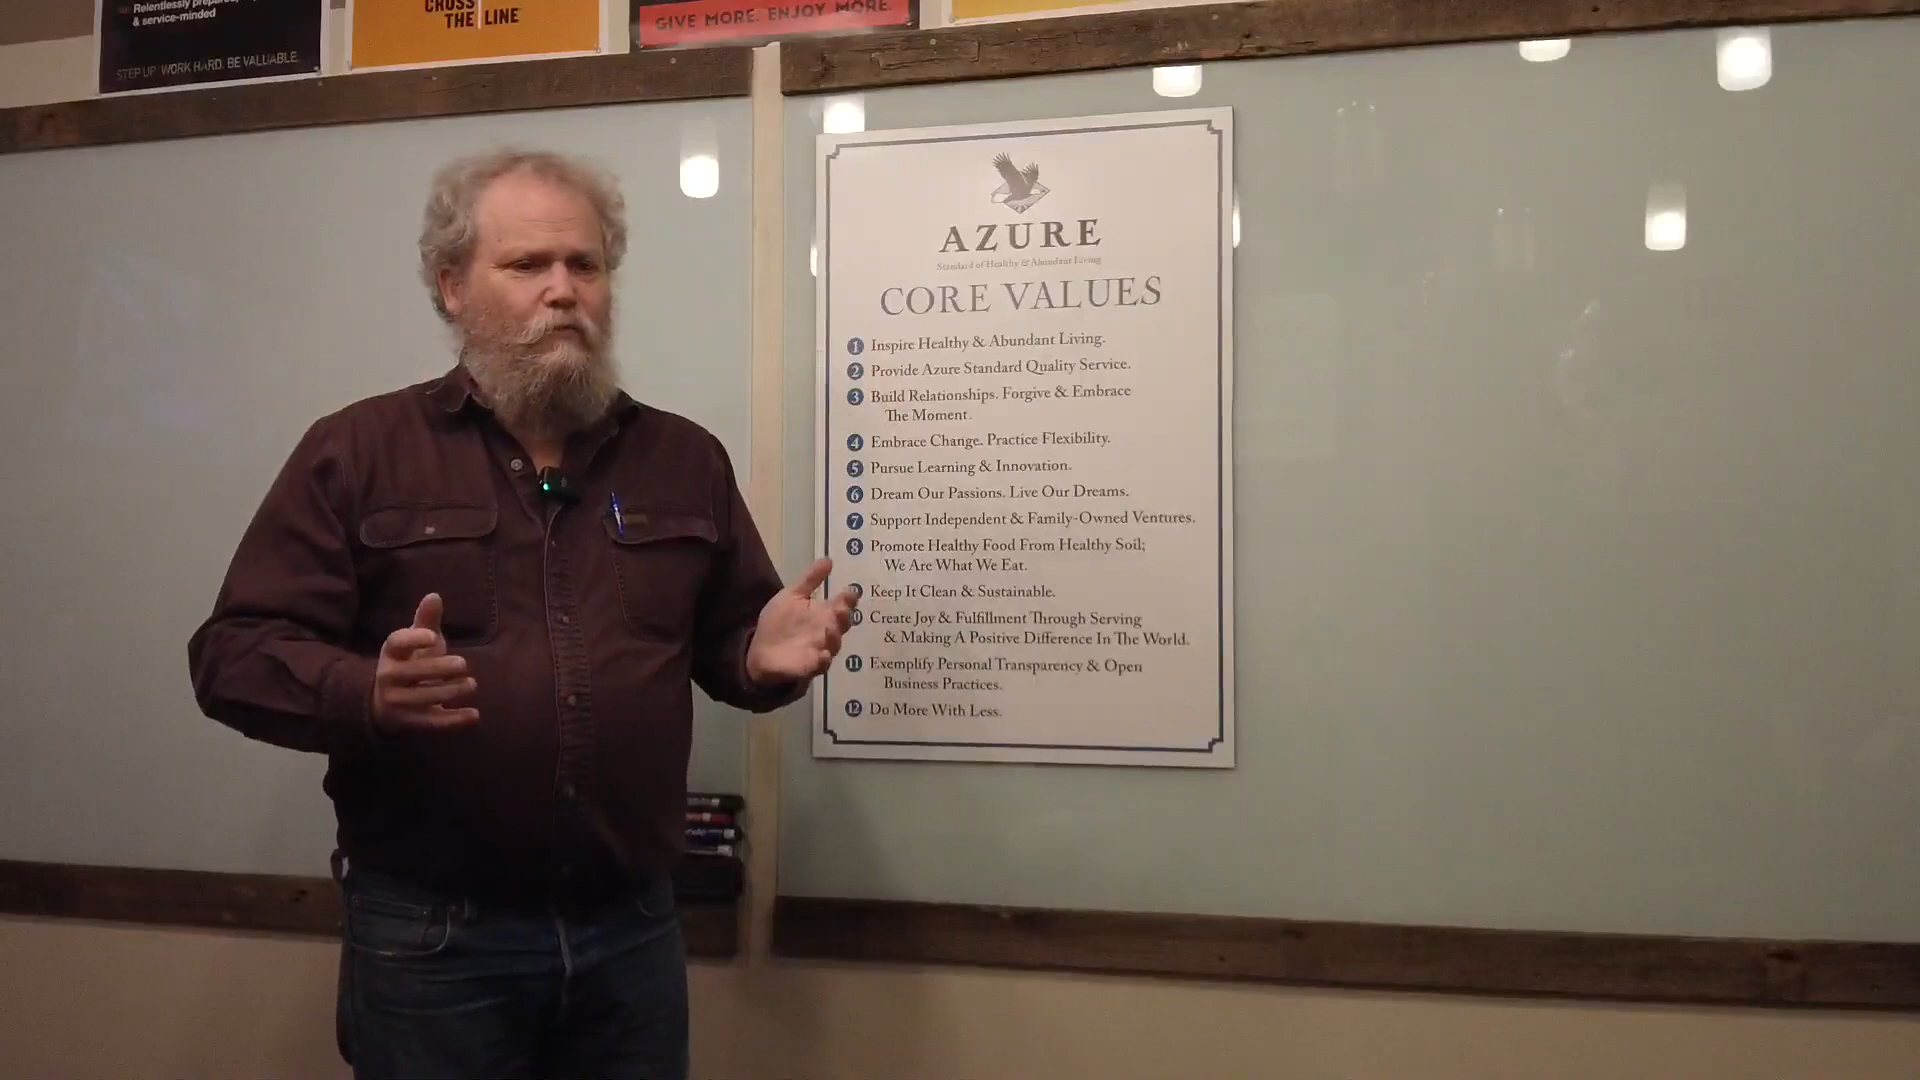 Relentlessly
& service-minded
STEP UP. WORK HARD. BE VALUABLE.
CROSS
THE LINE
GIVE MORE. ENJOY MORE.
AZURE
Standard of Healthy & Abundant Living
CORE VALUES
1 Inspire Healthy & Abundant Living.
2 Provide Azure Standard Quality Service.
3 Build Relationships. Forgive & Embrace
The Moment.
4 Embrace Change. Practice Flexibility.
5 Pursue Learning & Innovation.
6 Dream Our Passions. Live Our Dreams.
7 Support Independent & Family-Owned Ventures.
8 Promote Healthy Food From Healthy Soil;
We Are What We Eat.
Keep It Clean & Sustainable.
0 Create Joy & Fulfillment Through Serving
& Making A Positive Difference In The World.
11 Exemplify Personal Transparency & Open
Business Practices.
12 Do More With Less.